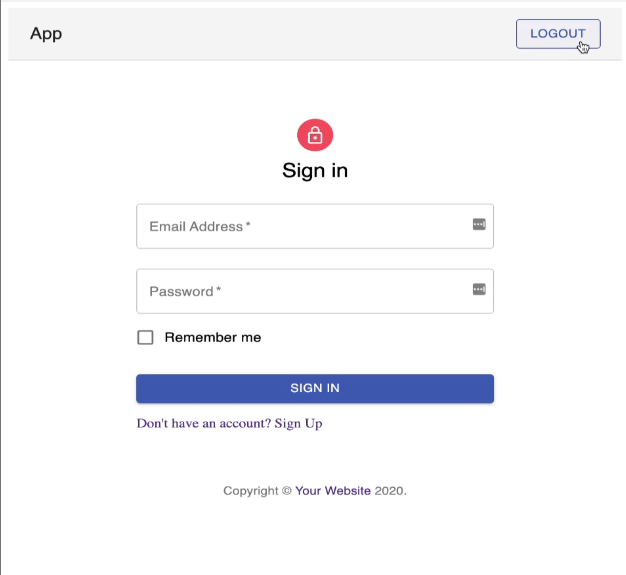 App
LOGOUT
Sign in
Email Address *
Password *
Remember me
SIGN IN
Don't have an account? Sign Up
Copyright © Your Website 2020.